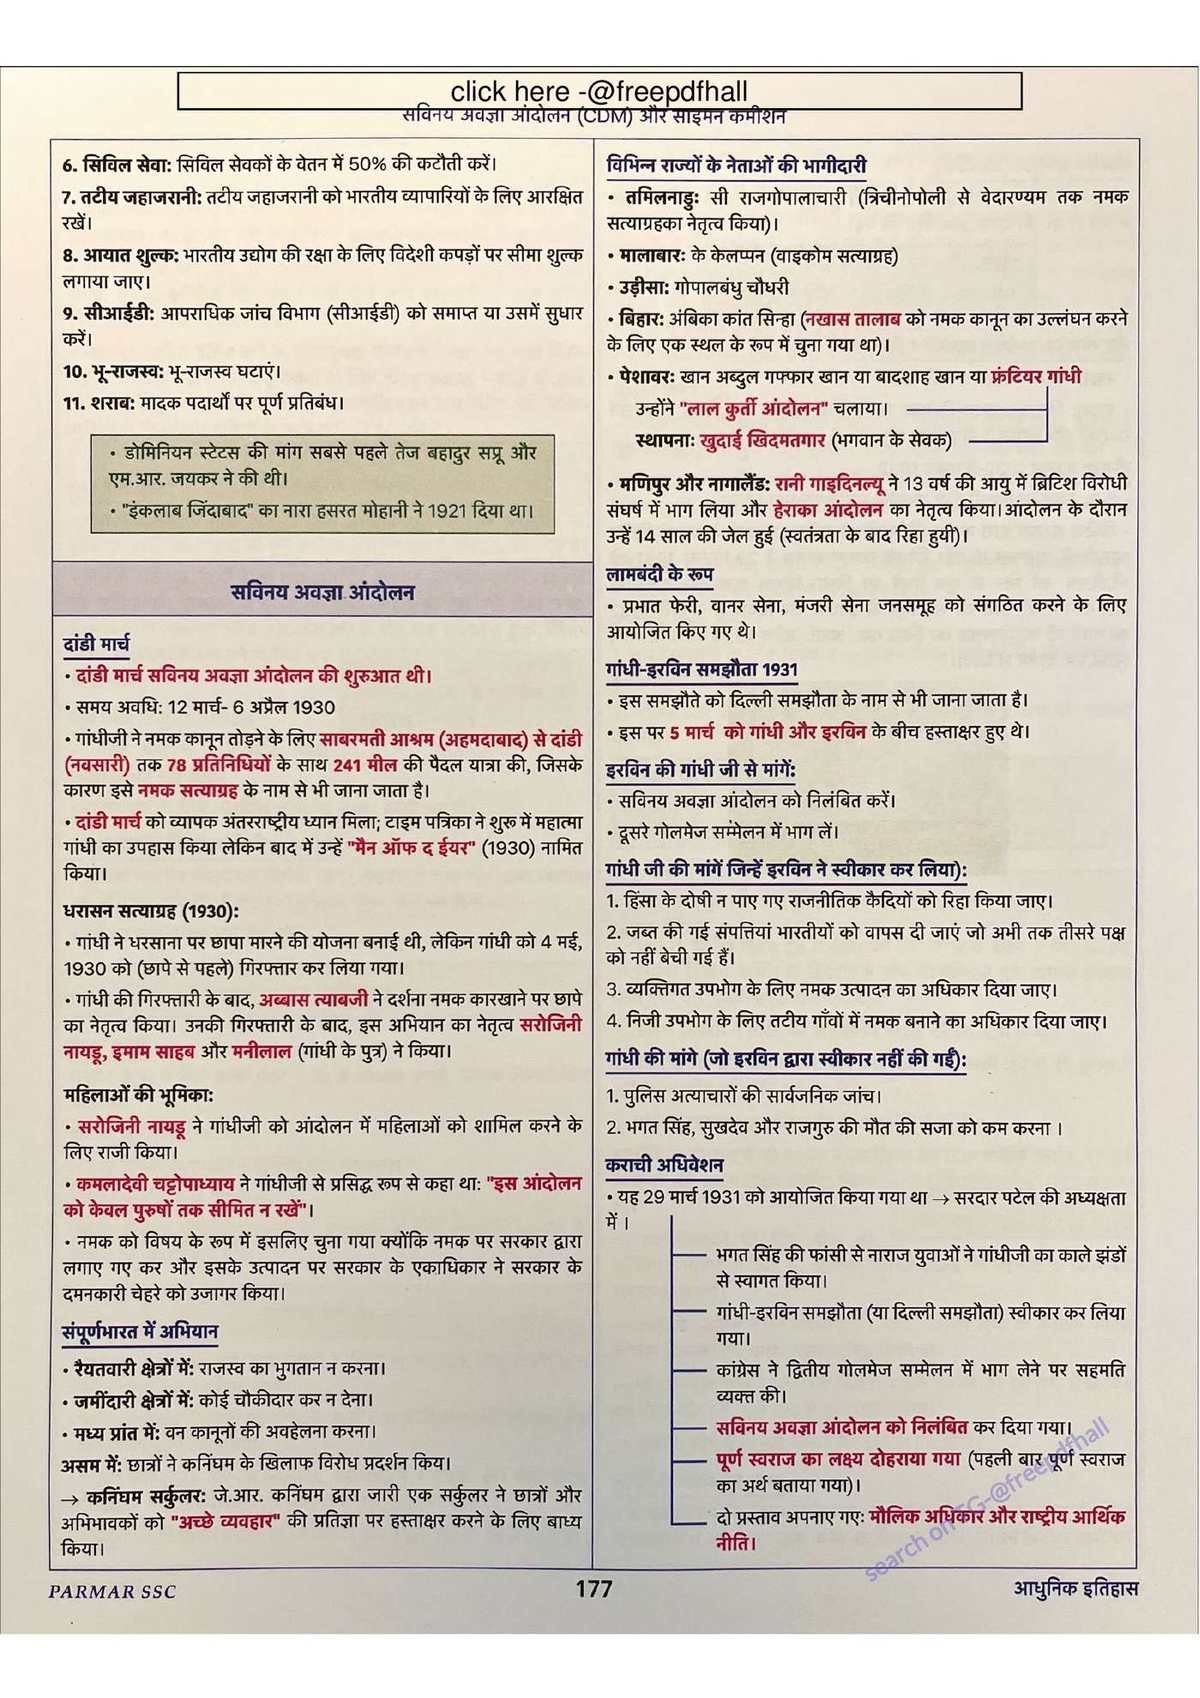 click here -@freepdfhall
सविनय अवज्ञा आंदोलन (CDM) और साइमन कमीशन
6. सिविल सेवा: सिविल सेवकों के वेतन में 50% की कटौती करें।
7. तटीय जहाजरानी: तटीय जहाजरानी को भारतीय व्यापारियों के लिए आरक्षित
रखें।
8. आयात शुल्क: भारतीय उद्योग की रक्षा के लिए विदेशी कपड़ों पर सीमा शुल्क
लगाया जाए।
9. सीआईडी: आपराधिक जांच विभाग (सीआईडी) को समाप्त या उसमें सुधार
करें।
10. भू-राजस्व: भू-राजस्व घटाएं।
11. शराब: मादक पदार्थों पर पूर्ण प्रतिबंध।
• डोमिनियन स्टेटस की मांग सबसे पहले तेज बहादुर सप्रू और
एम.आर. जयकर ने की थी।
• "इंकलाब जिंदाबाद" का नारा हसरत मोहानी ने 1921 दिया था।
सविनय अवज्ञा आंदोलन
दांडी मार्च
• दांडी मार्च सविनय अवज्ञा आंदोलन की शुरुआत थी।
• समय अवधि: 12 मार्च- 6 अप्रैल 1930
• गांधीजी ने नमक कानून तोड़ने के लिए साबरमती आश्रम (अहमदाबाद) से दांडी
(नवसारी) तक 78 प्रतिनिधियों के साथ 241 मील की पैदल यात्रा की, जिसके
कारण इसे नमक सत्याग्रह के नाम से भी जाना जाता है।
• दांडी मार्च को व्यापक अंतरराष्ट्रीय ध्यान मिला; टाइम पत्रिका ने शुरू में महात्मा
गांधी का उपहास किया लेकिन बाद में उन्हें "मैन ऑफ द ईयर" (1930) नामित
किया।
धरासन सत्याग्रह (1930):
• गांधी ने धरसाना पर छापा मारने की योजना बनाई थी, लेकिन गांधी को 4 मई,
1930 को (छापे से पहले) गिरफ्तार कर लिया गया।
• गांधी की गिरफ्तारी के बाद, अब्बास त्याबजी ने दर्शना नमक कारखाने पर छापे
का नेतृत्व किया। उनकी गिरफ्तारी के बाद, इस अभियान का नेतृत्व सरोजिनी
नायडू, इमाम साहब और मनीलाल (गांधी के पुत्र) ने किया।
महिलाओं की भूमिका:
• सरोजिनी नायडू ने गांधीजी को आंदोलन में महिलाओं को शामिल करने के
लिए राजी किया।
• कमलादेवी चट्टोपाध्याय ने गांधीजी से प्रसिद्ध रूप से कहा था: "इस आंदोलन
को केवल पुरुषों तक सीमित न रखें"।
• नमक को विषय के रूप में इसलिए चुना गया क्योंकि नमक पर सरकार द्वारा
लगाए गए कर और इसके उत्पादन पर सरकार के एकाधिकार ने सरकार के
दमनकारी चेहरे को उजागर किया।
संपूर्णभारत में अभियान
• रैयतवारी क्षेत्रों में: राजस्व का भुगतान न करना।
• जमींदारी क्षेत्रों में: कोई चौकीदार कर न देना।
• मध्य प्रांत में: वन कानूनों की अवहेलना करना।
असम में: छात्रों ने कनिंघम के खिलाफ विरोध प्रदर्शन किय।
→ कनिंघम सर्कुलर: जे.आर. कनिंघम द्वारा जारी एक सर्कुलर ने छात्रों और
अभिभावकों को "अच्छे व्यवहार" की प्रतिज्ञा पर हस्ताक्षर करने के लिए बाध्य
किया।
विभिन्न राज्यों के नेताओं की भागीदारी
• तमिलनाडु: सी राजगोपालाचारी (त्रिचीनोपोली से वेदारण्यम तक नमक
सत्याग्रहका नेतृत्व किया)।
• मालाबार: के केलप्पन (वाइकोम सत्याग्रह)
• उड़ीसा: गोपालबंधु चौधरी
• बिहार: अंबिका कांत सिन्हा (नखास तालाब को नमक कानून का उल्लंघन करने
के लिए एक स्थल के रूप में चुना गया था)।
• पेशावर: खान अब्दुल गफ्फार खान या बादशाह खान या फ्रंटियर गांधी
उन्होंने "लाल कुर्ती आंदोलन" चलाया।
स्थापना: खुदाई खिदमतगार (भगवान के सेवक)
• मणिपुर और नागालैंड: रानी गाइदिनल्यू ने 13 वर्ष की आयु में ब्रिटिश विरोधी
संघर्ष में भाग लिया और हेराका आंदोलन का नेतृत्व किया।आंदोलन के दौरान
उन्हें 14 साल की जेल हुई (स्वतंत्रता के बाद रिहा हुयी)।
लामबंदी के रूप
• प्रभात फेरी, वानर सेना, मंजरी सेना जनसमूह को संगठित करने के लिए
आयोजित किए गए थे।
गांधी-इरविन समझौता 1931
• इस समझौते को दिल्ली समझौता के नाम से भी जाना जाता है।
• इस पर 5 मार्च को गांधी और इरविन के बीच हस्ताक्षर हुए थे।
इरविन की गांधी जी से मांगें:
• सविनय अवज्ञा आंदोलन को निलंबित करें।
• दूसरे गोलमेज सम्मेलन में भाग लें।
गांधी जी की मांगें जिन्हें इरविन ने स्वीकार कर लिया):
1. हिंसा के दोषी न पाए गए राजनीतिक कैदियों को रिहा किया जाए।
2. जब्त की गई संपत्तियां भारतीयों को वापस दी जाएं जो अभी तक तीसरे पक्ष
को नहीं बेची गई हैं।
3. व्यक्तिगत उपभोग के लिए नमक उत्पादन का अधिकार दिया जाए।
4. निजी उपभोग के लिए तटीय गाँवों में नमक बनाने का अधिकार दिया जाए।
गांधी की मांगे (जो इरविन द्वारा स्वीकार नहीं की गईं):
1. पुलिस अत्याचारों की सार्वजनिक जांच।
2. भगत सिंह, सुखदेव और राजगुरु की मौत की सजा को कम करना ।
कराची अधिवेशन
• यह 29 मार्च 1931 को आयोजित किया गया था → सरदार पटेल की अध्यक्षता
में ।
भगत सिंह की फांसी से नाराज युवाओं ने गांधीजी का काले झंडों
से स्वागत किया।
गांधी-इरविन समझौता (या दिल्ली समझौता) स्वीकार कर लिया
गया।
कांग्रेस ने द्वितीय गोलमेज सम्मेलन में भाग लेने पर सहमति
व्यक्त की।
सविनय अवज्ञा आंदोलन को निलंबित कर दिया गया।
पूर्ण स्वराज का लक्ष्य दोहराया गया (पहली बार पूर्ण स्वराज
का अर्थ बताया गया)।
दो प्रस्ताव अपनाए गए: मौलिक अधिकार और राष्ट्रीय आर्थिक
नीति।
search on TG-@freepdfhall
PARMAR SSC
177
आधुनिक इतिहास